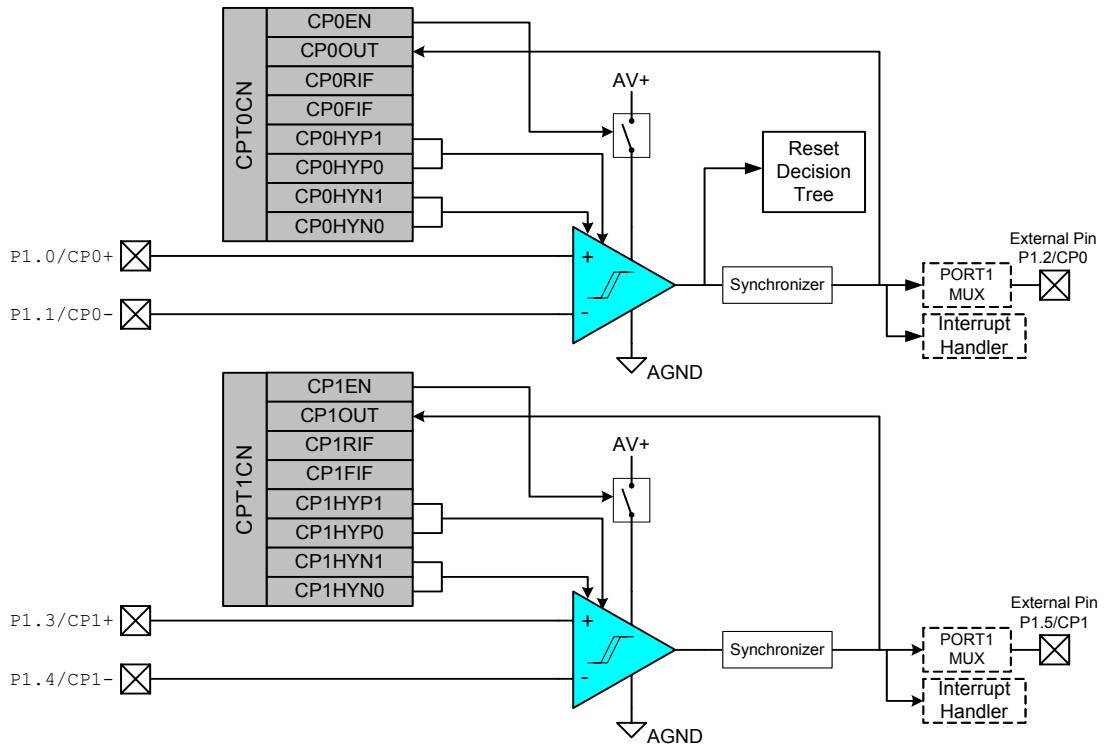 CPT0CN
CP0EN
CP0OUT
CP0RIF
CP0FIF
CP0HYP1
CP0HYP0
CP0HYN1
CP0HYN0
AV+
Reset
Decision
Tree
P1.0/CP0+
+
P1.1/CP0-
-
Synchronizer
External Pin
P1.2/CP0
PORT1
MUX
Interrupt
Handler
AGND
CPT1CN
CP1EN
CP1OUT
CP1RIF
CP1FIF
CP1HYP1
CP1HYP0
CP1HYN1
CP1HYN0
AV+
P1.3/CP1+
+
P1.4/CP1-
-
Synchronizer
External Pin
P1.5/CP1
PORT1
MUX
Interrupt
Handler
AGND